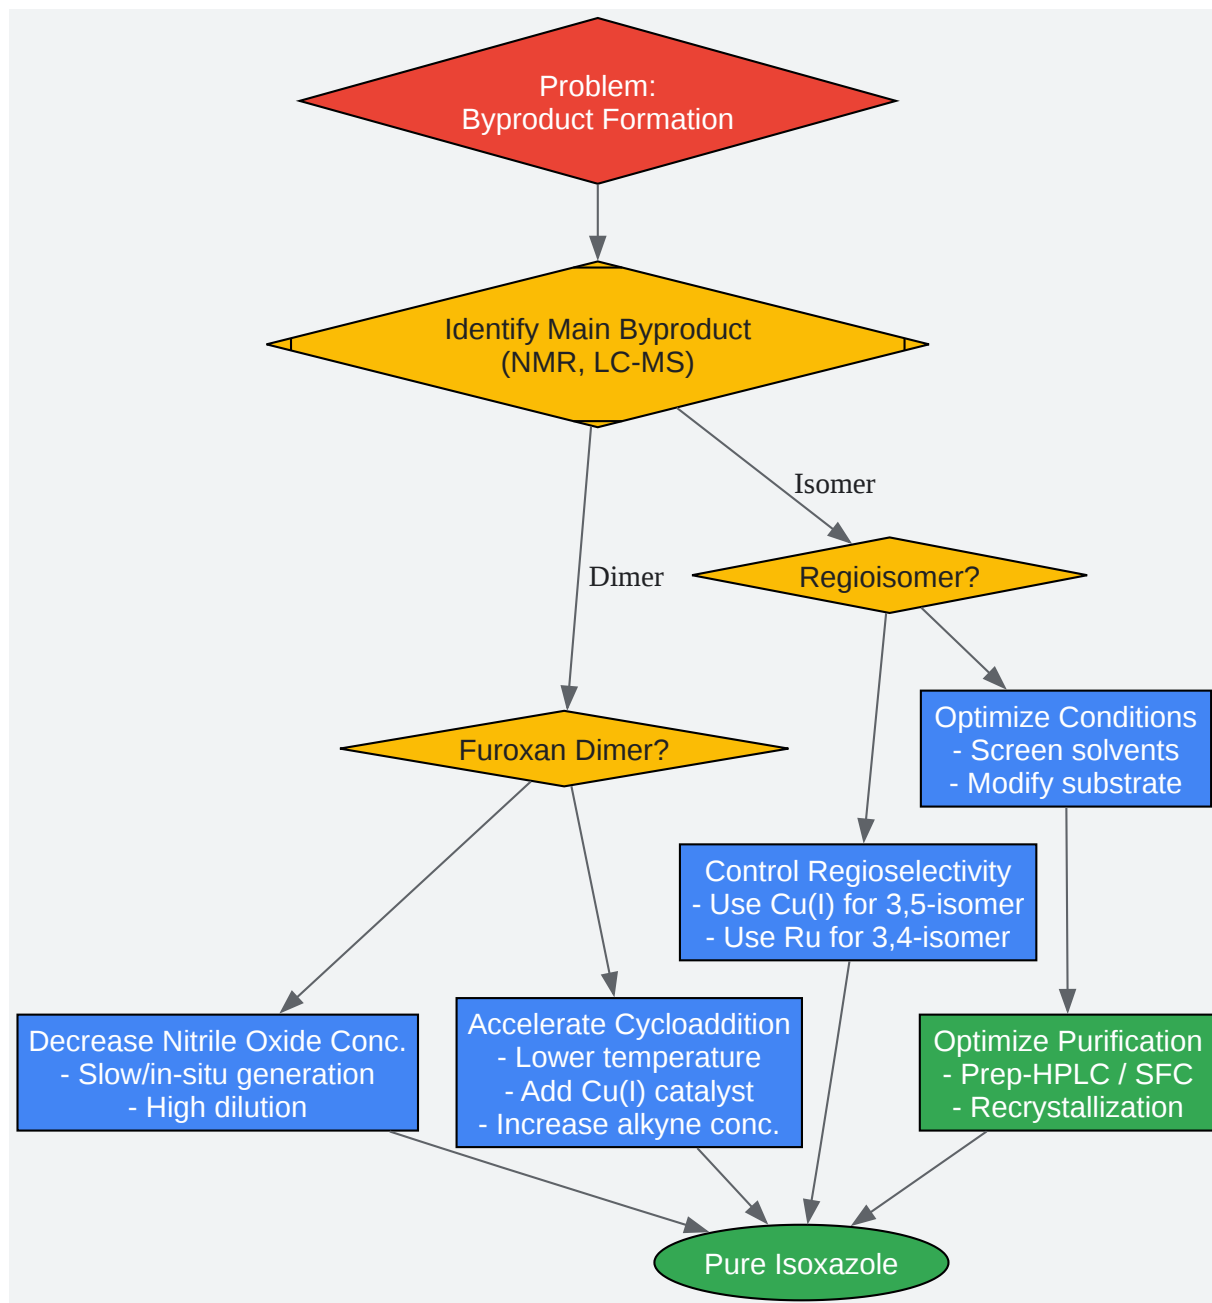 Problem:
Byproduct Formation
Identify Main Byproduct
(NMR, LC-MS)
Isomer
Dimer
Regioisomer?
Furoxan Dimer?
Optimize Conditions
- Screen solvents
- Modify substrate
Control Regioselectivity
- Use Cu(I) for 3,5-isomer
- Use Ru for 3,4-isomer
Decrease Nitrile Oxide Conc.
- Slow/in-situ generation
- High dilution
Accelerate Cycloaddition
- Lower temperature
- Add Cu(I) catalyst
- Increase alkyne conc.
Optimize Purification
- Prep-HPLC / SFC
- Recrystallization
Pure Isoxazole